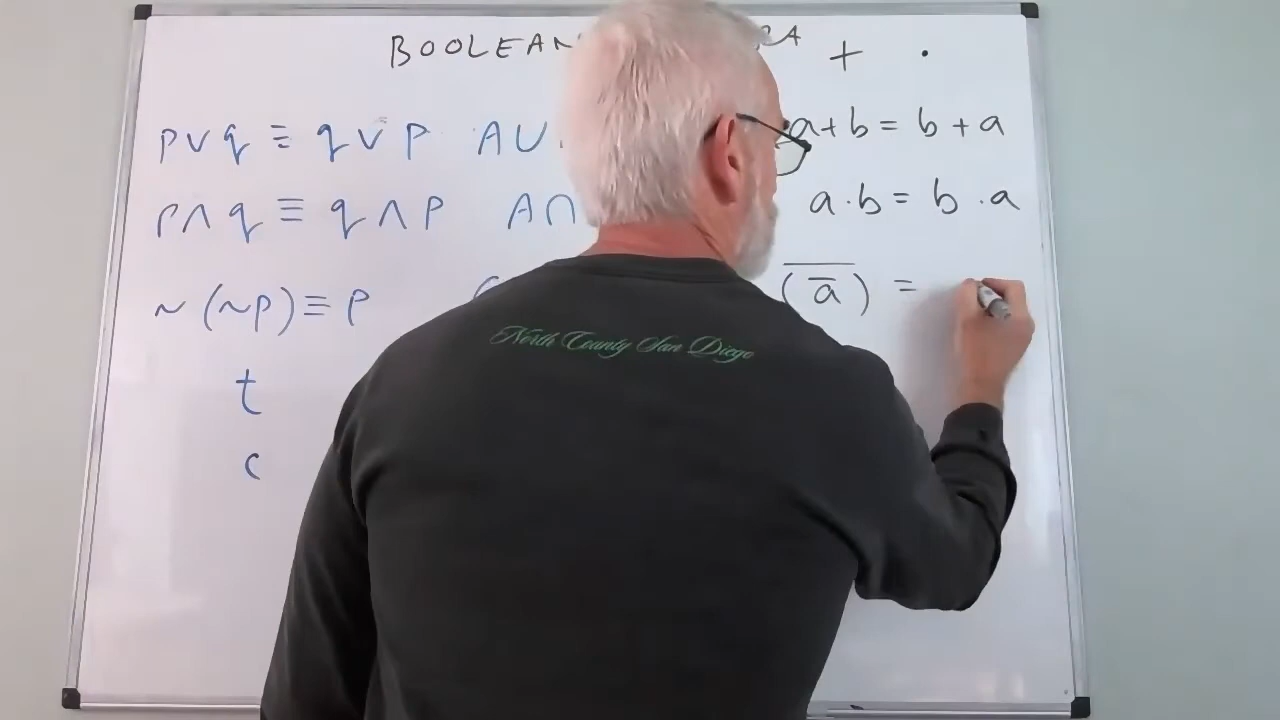 BOOLEAN + ·
p∨q ≡ q∨p A∪ a+b = b+a
p∧q ≡ q∧p A∩ a·b = b·a
~(~p)≡ p (a̅)̅ =
North County San Diego
t
c